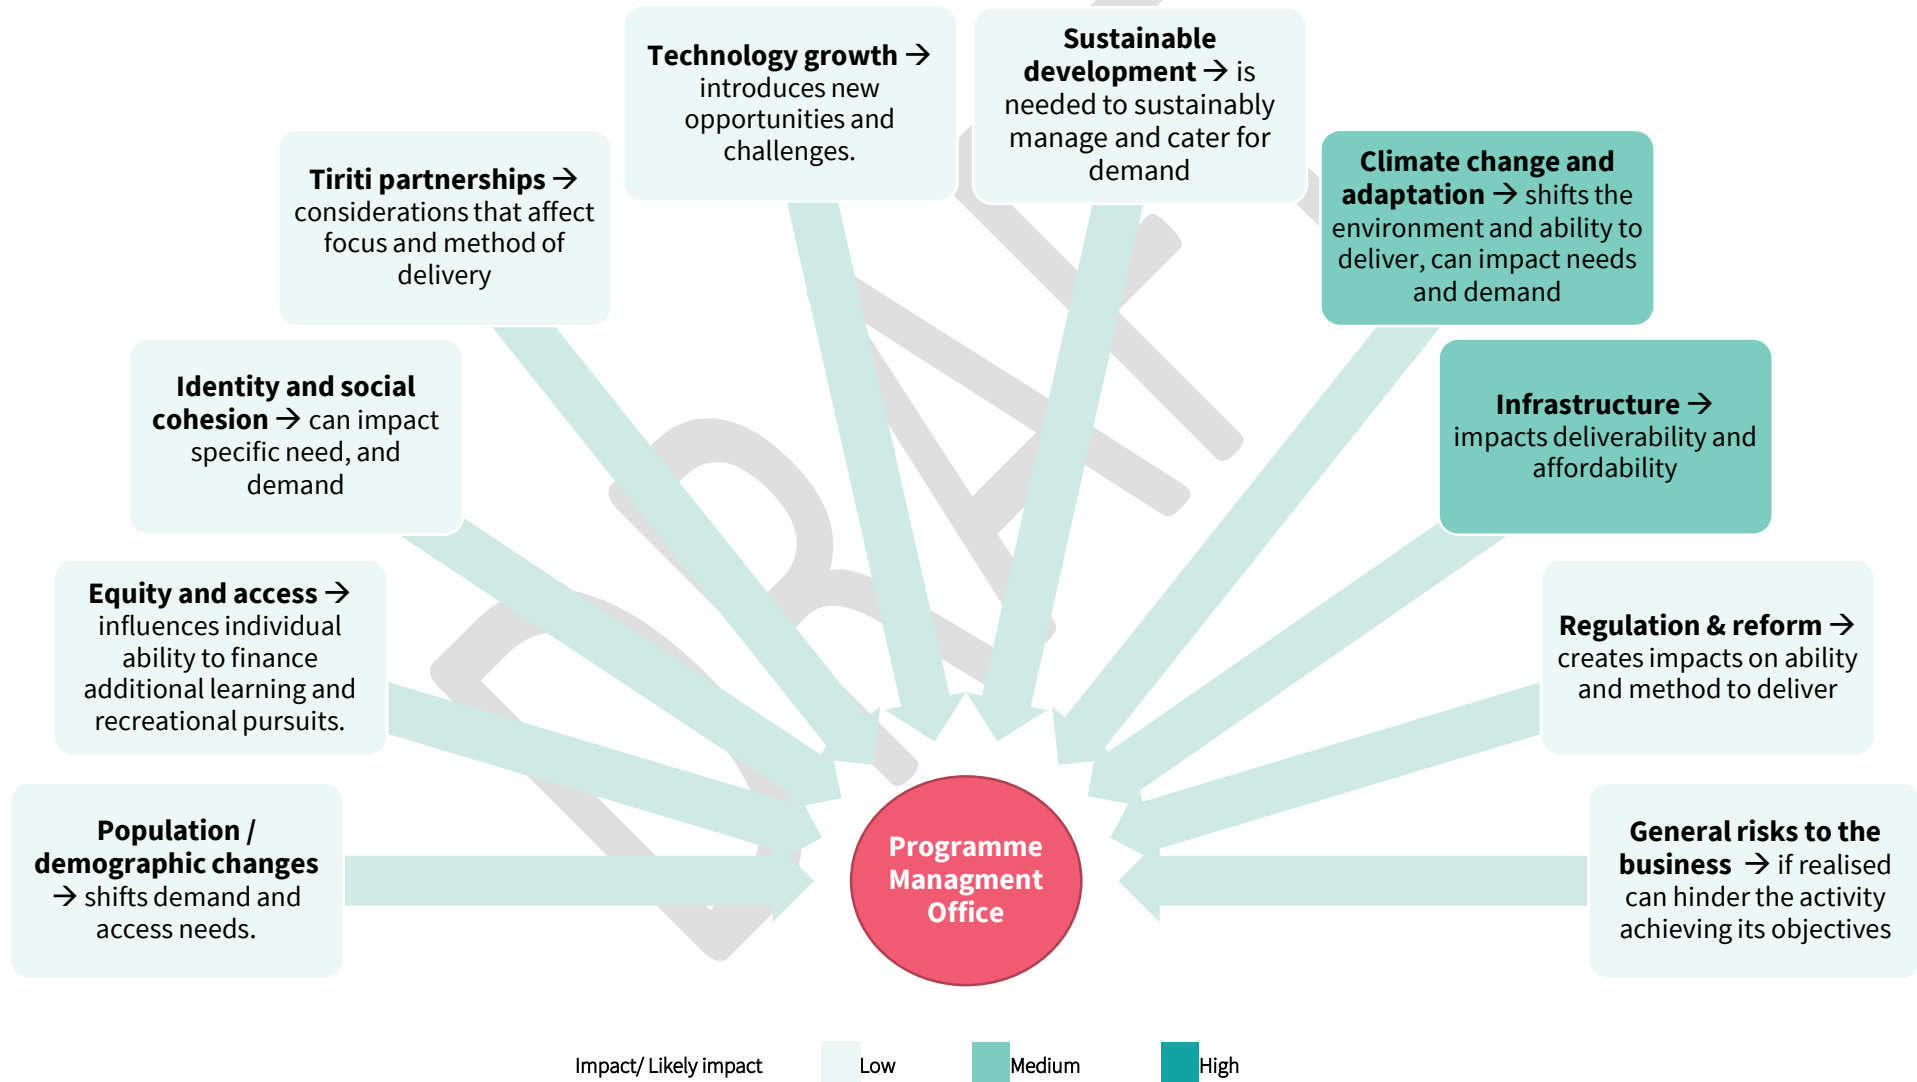 Technology growth →
introduces new
opportunities and
challenges.
Sustainable
development → is
needed to sustainably
manage and cater for
demand
Tiriti partnerships →
considerations that affect
focus and method of
delivery
Climate change and
adaptation → shifts the
environment and ability to
deliver, can impact needs
and demand
Identity and social
cohesion → can impact
specific need, and
demand
Infrastructure →
impacts deliverability and
affordability
Equity and access →
influences individual
ability to finance
additional learning and
recreational pursuits.
Regulation & reform →
creates impacts on ability
and method to deliver
Population /
demographic changes
→ shifts demand and
access needs.
General risks to the
business → if realised
can hinder the activity
achieving its objectives
Programme
Managment
Office
Impact/ Likely impact
Low
Medium
High
DRAFT